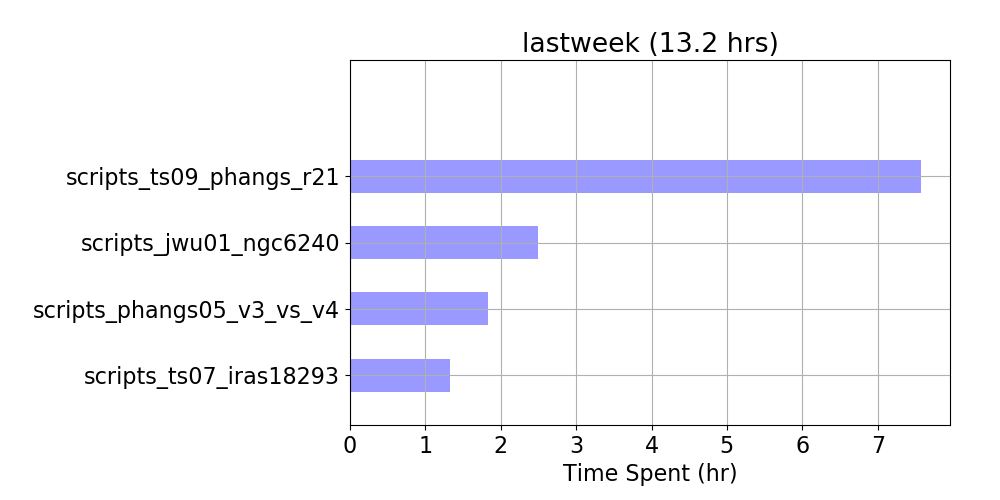 lastweek (13.2 hrs)
scripts_ts09_phangs_r21
scripts_jwu01_ngc6240
scripts_phangs05_v3_vs_v4
scripts_ts07_iras18293
0 1 2 3 4 5 6 7
Time Spent (hr)